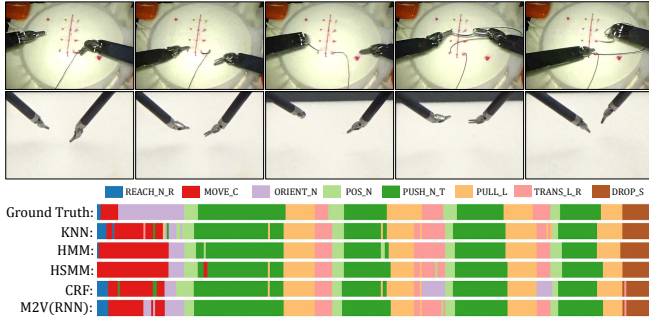 REACH_N_R MOVE_C ORIENT_N POS_N PUSH_N_T PULL_L TRANS_L_R DROP_S
Ground Truth:
KNN:
HMM:
HSMM:
CRF:
M2V(RNN):